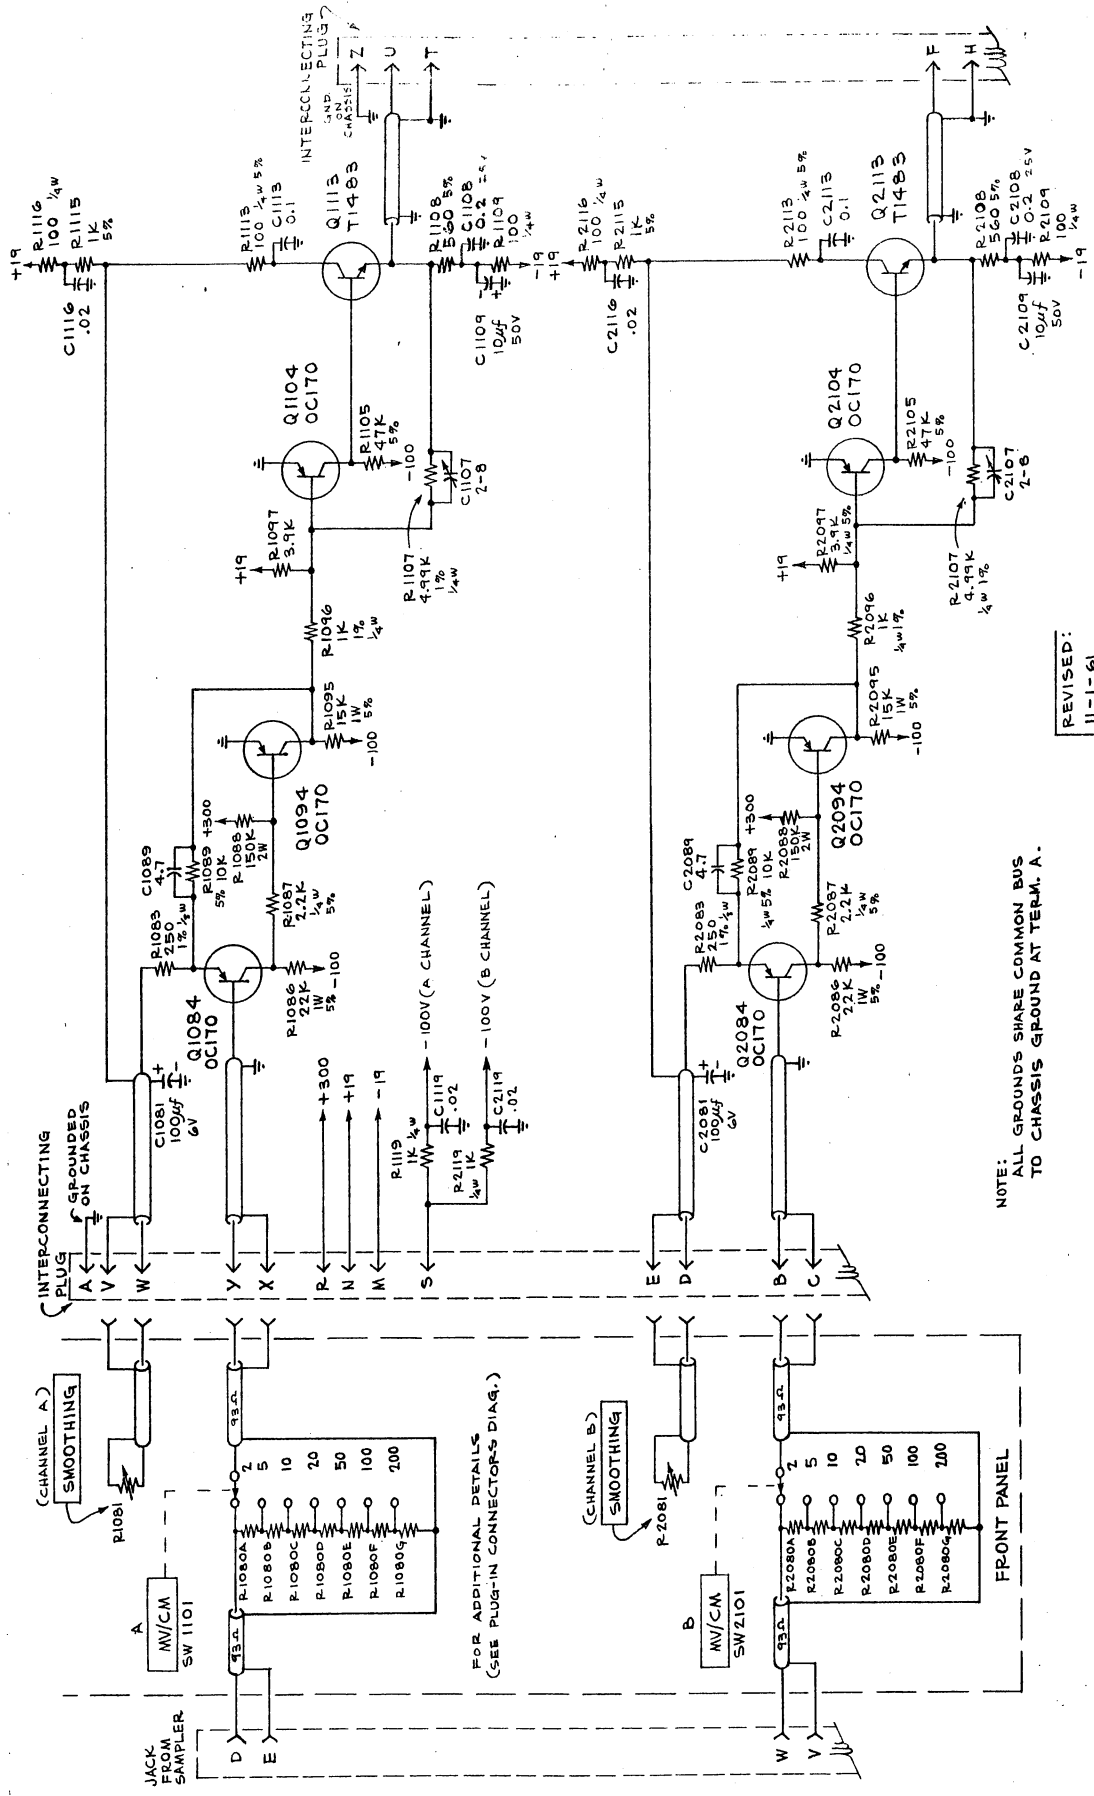 JACK
FROM
SAMPLER
D
E
W
V
A
MV/CM
SW 1101
(CHANNEL A)
SMOOTHING
R1081
93Ω
93Ω
2
5
10
20
50
100
200
R1080A
R1080B
R1080C
R1080D
R1080E
R1080F
R1080G
FOR ADDITIONAL DETAILS
(SEE PLUG-IN CONNECTORS DIAG.)
B
MV/CM
SW2101
(CHANNEL B)
SMOOTHING
R2081
93Ω
93Ω
2
5
10
20
50
100
200
R2080A
R2080B
R2080C
R2080D
R2080E
R2080F
R2080G
FRONT PANEL
INTERCONNECTING
PLUG
A
V
W
Y
X
R
N
M
S
E
D
B
C
GROUNDED
ON CHASSIS
C1081
100µf
6V
+
-
Q1084
OC170
R1083
250
1% ⅛W
C1089
4.7
R1089
5% 10K
R1086
22K
1W
5%
-100
R1087
2.2K
¼W
5%
+300
R1088
150K
2W
Q1094
OC170
R1095
15K
1W
5%
-100
R1096
1K
1%
¼W
+19
R1097
3.9K
Q1104
OC170
R1105
47K
5%
-100
R1107
4.99K
1%
¼W
C1107
2-8
+19
R1116
100 ¼W
R1115
1K
5%
C1116
.02
R1113
100 ¼W 5%
C1113
0.1
Q1113
T1483
R1108
560 5%
C1108
0.2 25V
R1109
100
¼W
C1109
10µf
50V
-
+
-19
INTERCONNECTING
PLUG
GND.
ON
CHASSIS
Z
U
T
F
H
+300
+19
-19
R1119
1K ¼W
C1119
.02
-100V (A CHANNEL)
R2119
1K
¼W
C2119
.02
-100V (B CHANNEL)
C2081
100µf
6V
+
-
Q2084
OC170
R2083
250
1% ⅛W
C2089
4.7
R2089
¼W 5% 10K
R2086
22K
1W
5%
-100
R2087
2.2K
¼W
5%
+300
R2088
150K
2W
Q2094
OC170
R2095
15K
1W
5%
-100
R2096
1K
¼W 1%
+19
R2097
3.9K
¼W 5%
Q2104
OC170
R2105
47K
5%
-100
R2107
4.99K
¼W 1%
C2107
2-8
+19
R2116
100 ¼W
R2115
1K
5%
C2116
.02
R2113
100 ¼W 5%
C2113
0.1
Q2113
T1483
R2108
560 5%
C2108
0.2 25V
R2109
100
¼W
C2109
10µf
50V
-19
NOTE:
ALL GROUNDS SHARE COMMON BUS
TO CHASSIS GROUND AT TERM. A.
REVISED:
11-1-61